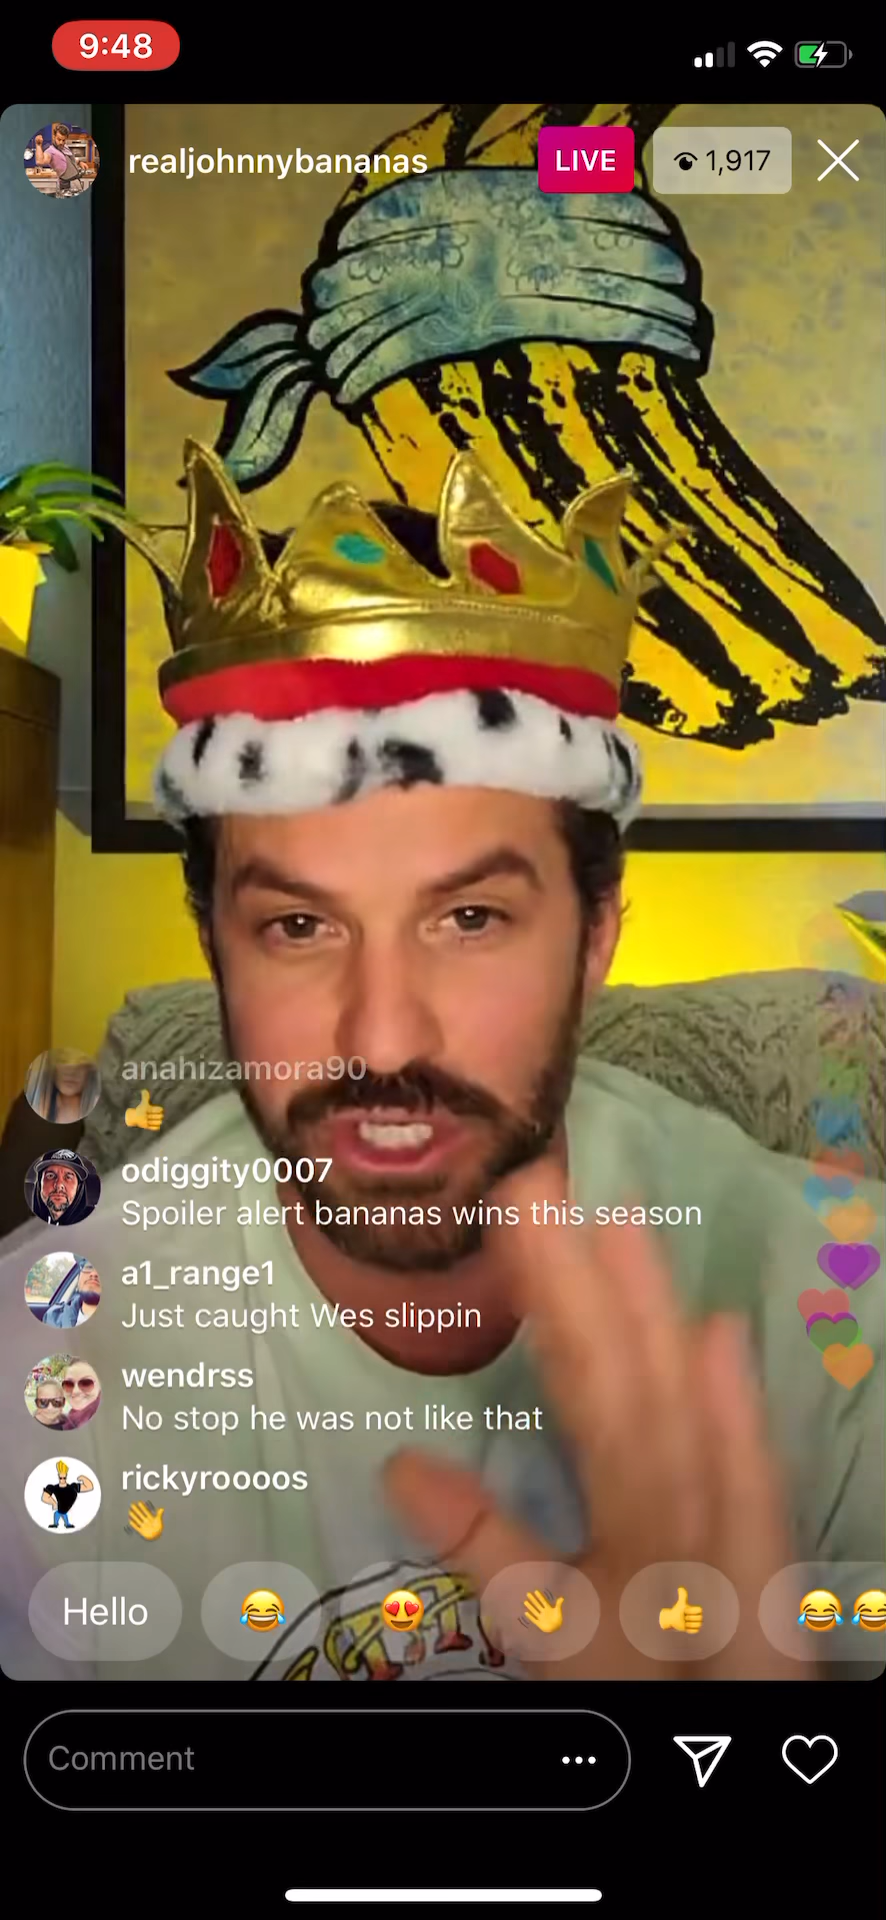 9:48
realjohnnybananas
LIVE
1,917
anahizamora90
👍
odiggity0007
Spoiler alert bananas wins this season
a1_range1
Just caught Wes slippin
wendrss
No stop he was not like that
rickyroooos
👋
Hello 😂 😍 👋 👍 😂😂
Comment